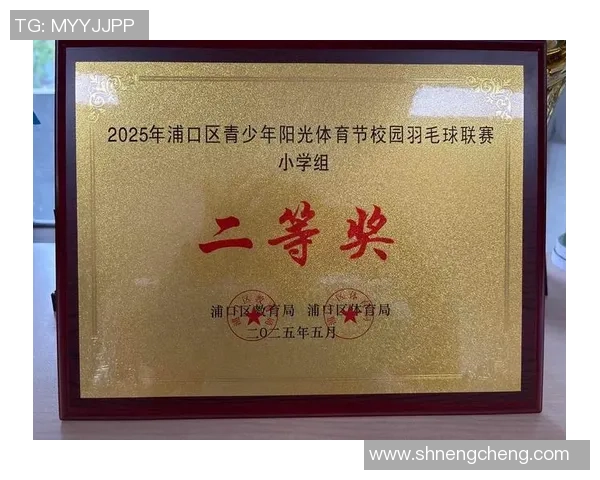 TG: MYYJJPP
2025年浦口区青少年阳光体育节校园羽毛球联赛
小学组
二等奖
浦口区教育局 浦口区体育局
二〇二五年五月
www.shnengcheng.com